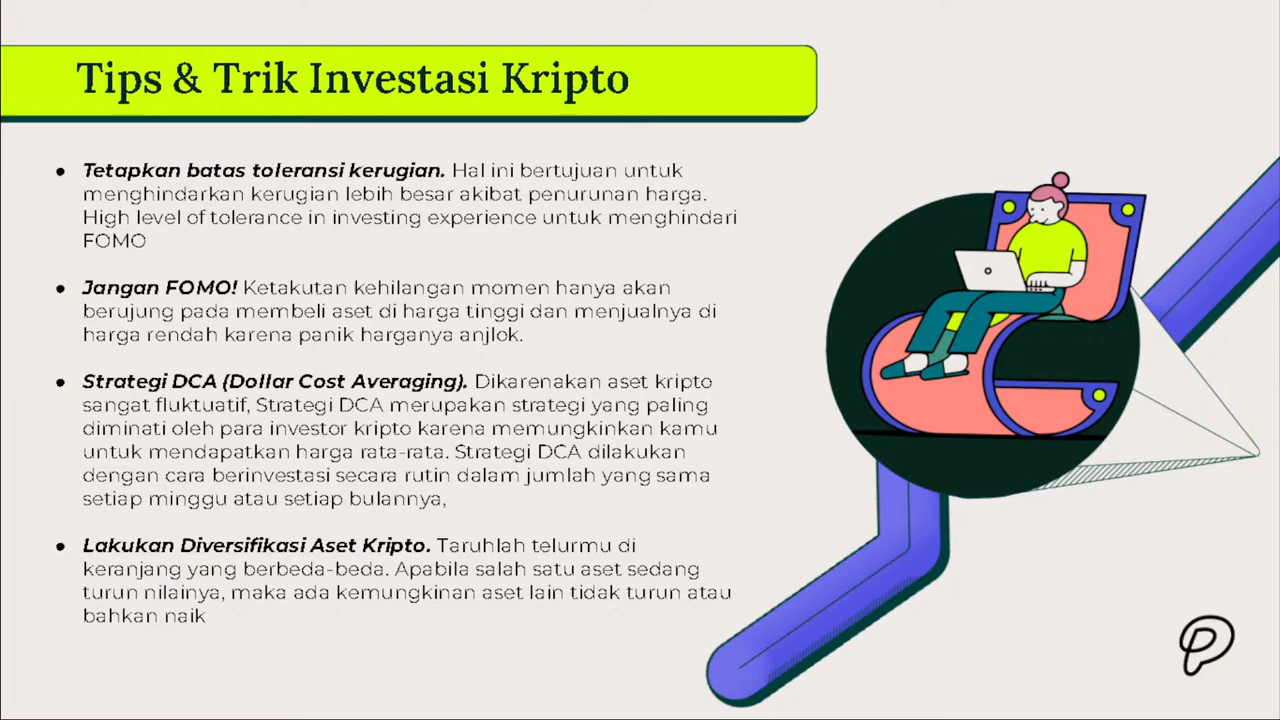 Tips & Trik Investasi Kripto
• Tetapkan batas toleransi kerugian. Hal ini bertujuan untuk
menghindarkan kerugian lebih besar akibat penurunan harga.
High level of tolerance in investing experience untuk menghindari
FOMO
• Jangan FOMO! Ketakutan kehilangan momen hanya akan
berujung pada membeli aset di harga tinggi dan menjualnya di
harga rendah karena panik harganya anjlok.
• Strategi DCA (Dollar Cost Averaging). Dikarenakan aset kripto
sangat fluktuatif, Strategi DCA merupakan strategi yang paling
diminati oleh para investor kripto karena memungkinkan kamu
untuk mendapatkan harga rata-rata. Strategi DCA dilakukan
dengan cara berinvestasi secara rutin dalam jumlah yang sama
setiap minggu atau setiap bulannya,
• Lakukan Diversifikasi Aset Kripto. Taruhlah telurmu di
keranjang yang berbeda-beda. Apabila salah satu aset sedang
turun nilainya, maka ada kemungkinan aset lain tidak turun atau
bahkan naik